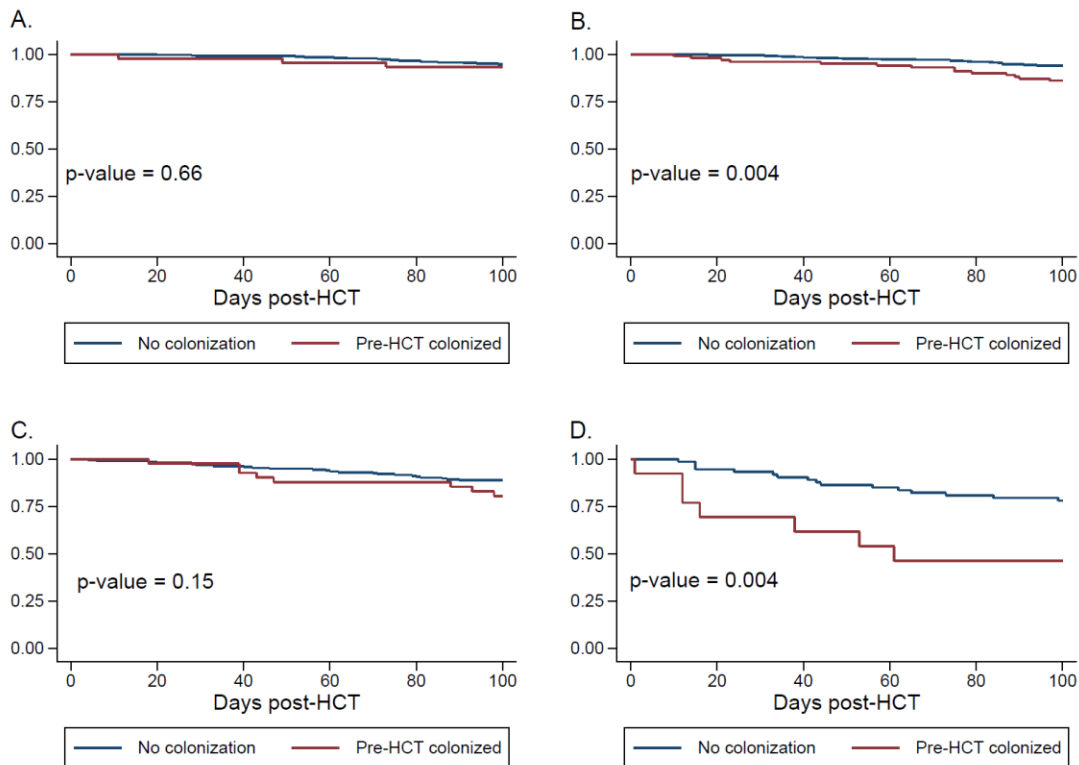 A.
1.00
0.75
0.50
0.25
0.00
p-value = 0.66
0 20 40 60 80 100
Days post-HCT
No colonization Pre-HCT colonized
B.
1.00
0.75
0.50
0.25
0.00
p-value = 0.004
0 20 40 60 80 100
Days post-HCT
No colonization Pre-HCT colonized
C.
1.00
0.75
0.50
0.25
0.00
p-value = 0.15
0 20 40 60 80 100
Days post-HCT
No colonization Pre-HCT colonized
D.
1.00
0.75
0.50
0.25
0.00
p-value = 0.004
0 20 40 60 80 100
Days post-HCT
No colonization Pre-HCT colonized